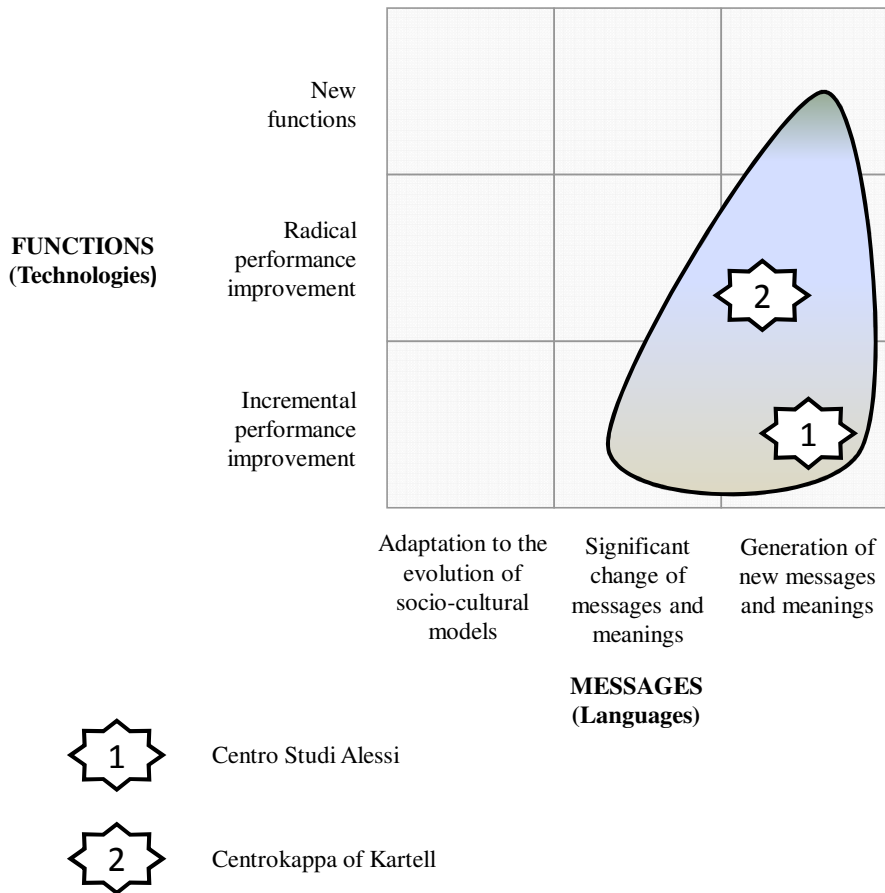 New
functions
FUNCTIONS
(Technologies)
Radical
performance
improvement
2
Incremental
performance
improvement
1
Adaptation to the
evolution of
socio-cultural
models
Significant
change of
messages and
meanings
Generation of
new messages
and meanings
MESSAGES
(Languages)
1 Centro Studi Alessi
2 Centrokappa of Kartell